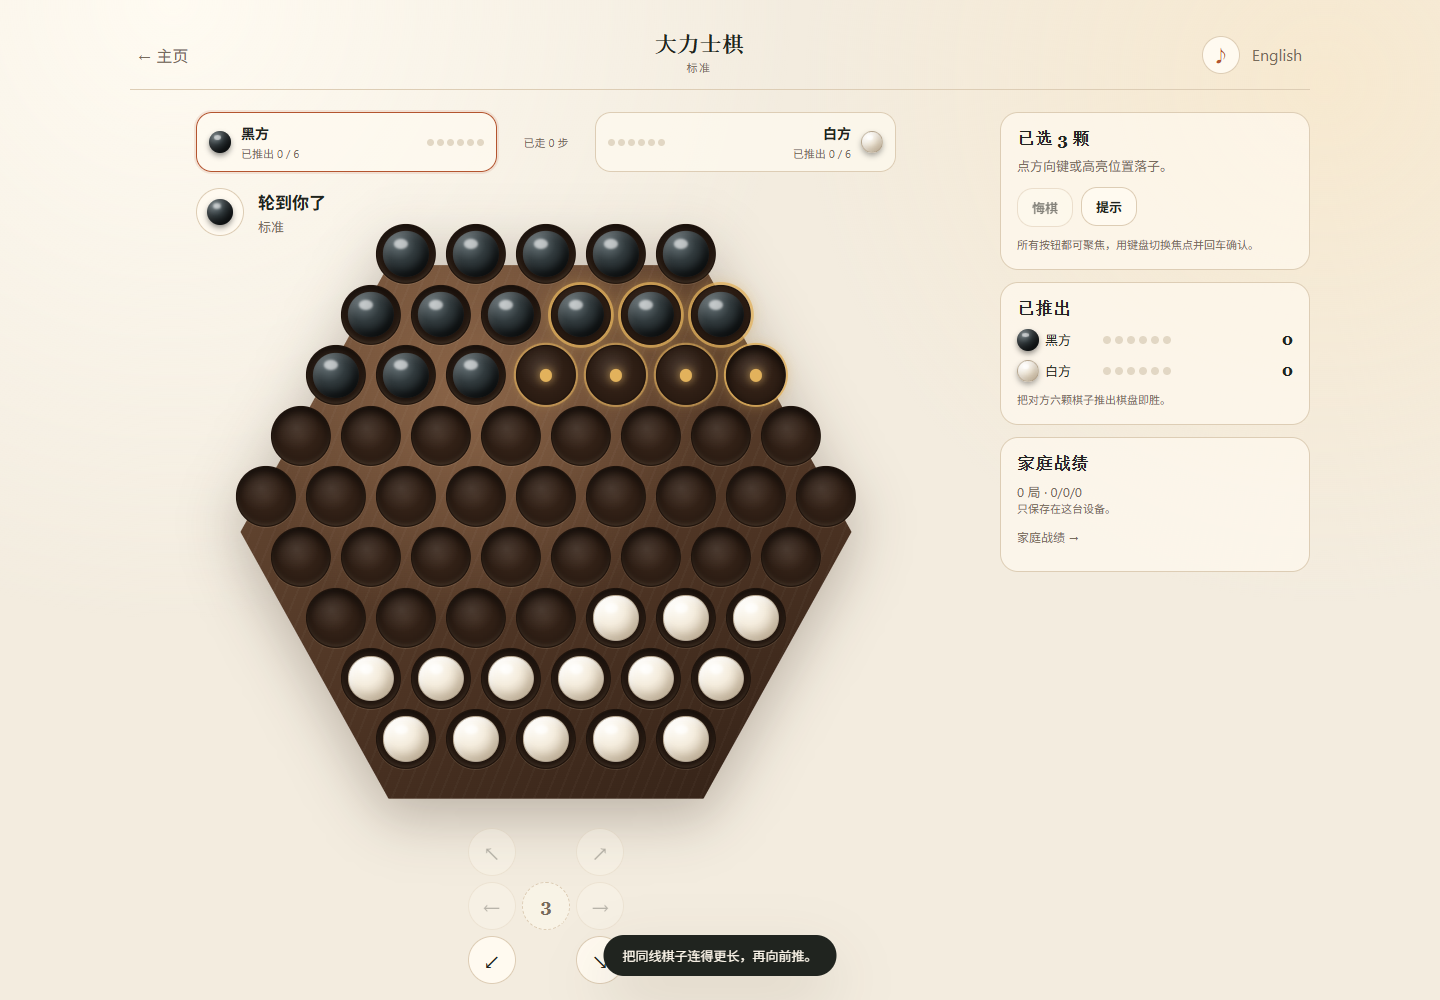 ← 主页
大力士棋
标准
♪
English
黑方
已推出 0 / 6
已走 0 步
白方
已推出 0 / 6
轮到你了
标准
已选 3 颗
点方向键或高亮位置落子。
悔棋
提示
所有按钮都可聚焦，用键盘切换焦点并回车确认。
已推出
黑方 0
白方 0
把对方六颗棋子推出棋盘即胜。
家庭战绩
0 局 · 0/0/0
只保存在这台设备。
家庭战绩 →
↖ ↗
← 3 →
↙ ↘
把同线棋子连得更长，再向前推。